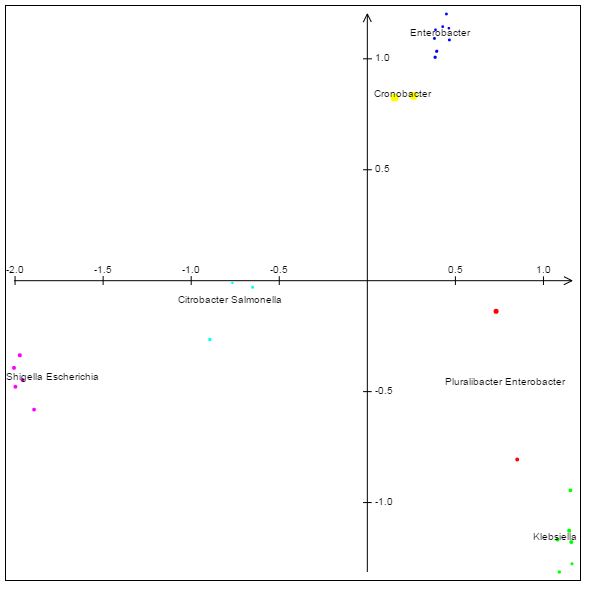 Enterobacter
1.0
Cronobacter
0.5
-2.0 -1.5 -1.0 -0.5 0.5 1.0
Citrobacter Salmonella
Shigella Escherichia
Pluralibacter Enterobacter
-0.5
-1.0
Klebsiella